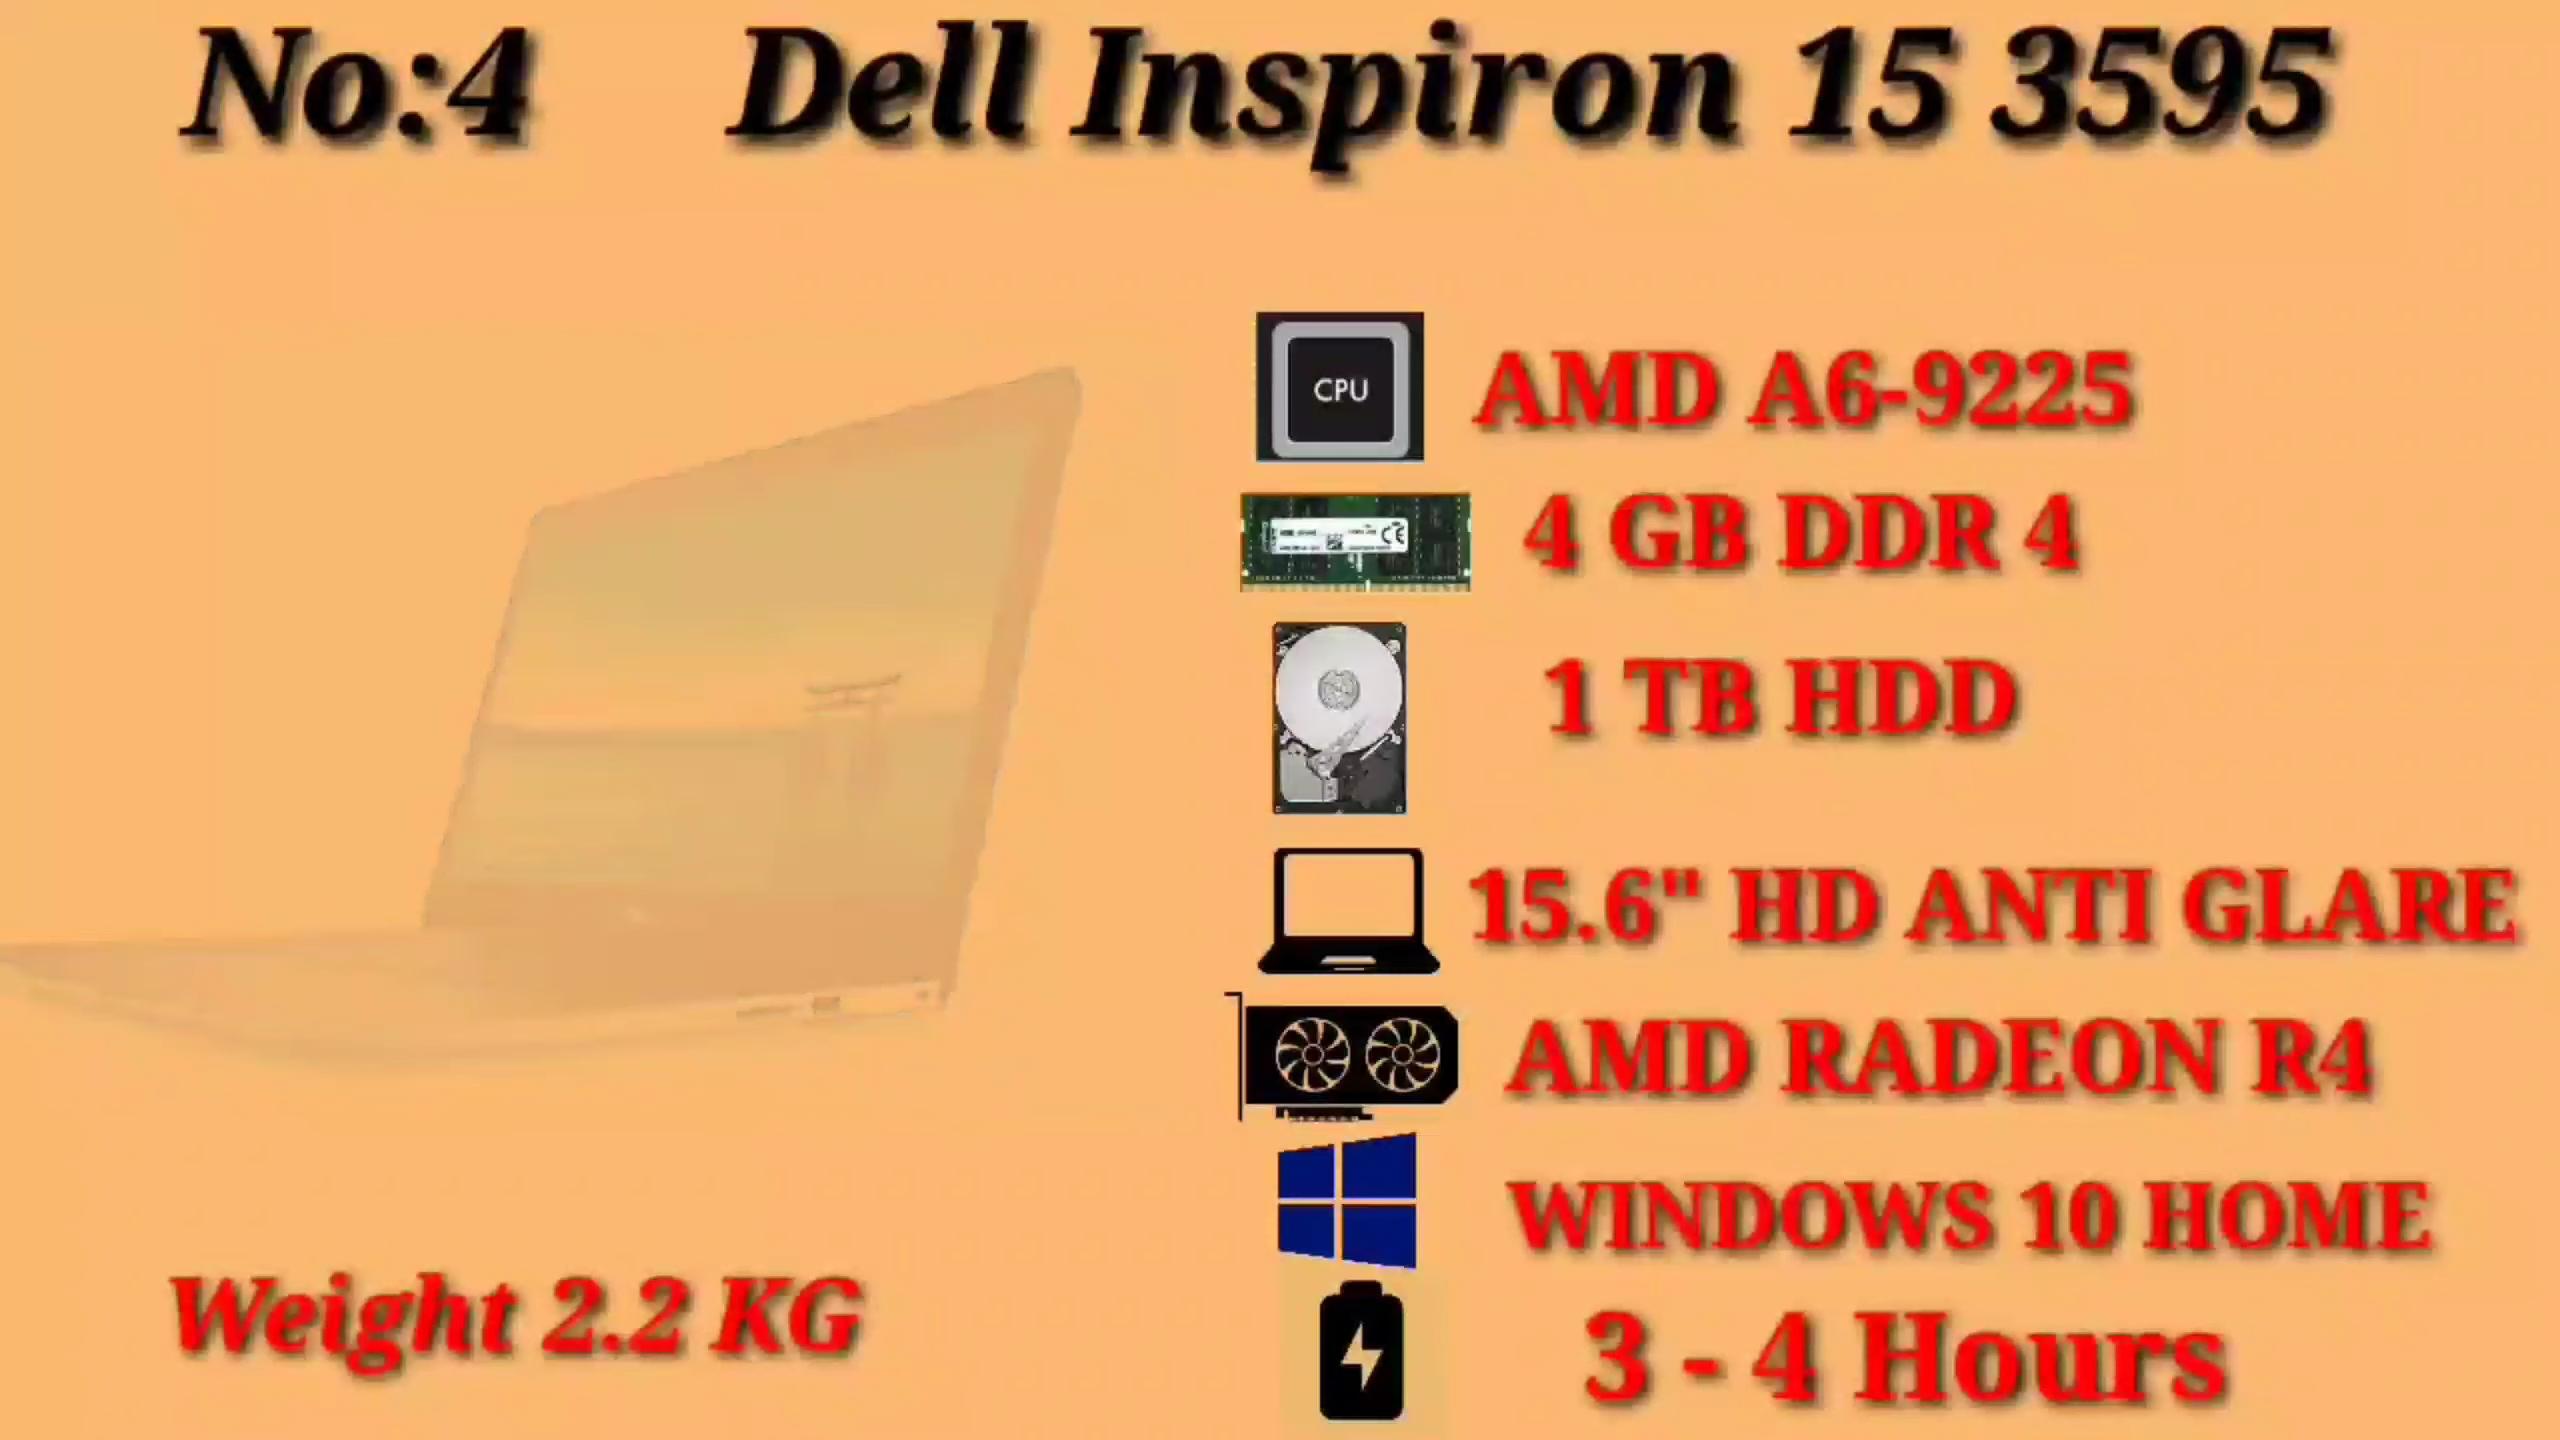 No:4 Dell Inspiron 15 3595
CPU
AMD A6-9225
4 GB DDR 4
1 TB HDD
15.6" HD ANTI GLARE
AMD RADEON R4
WINDOWS 10 HOME
3 - 4 Hours
Weight 2.2 KG